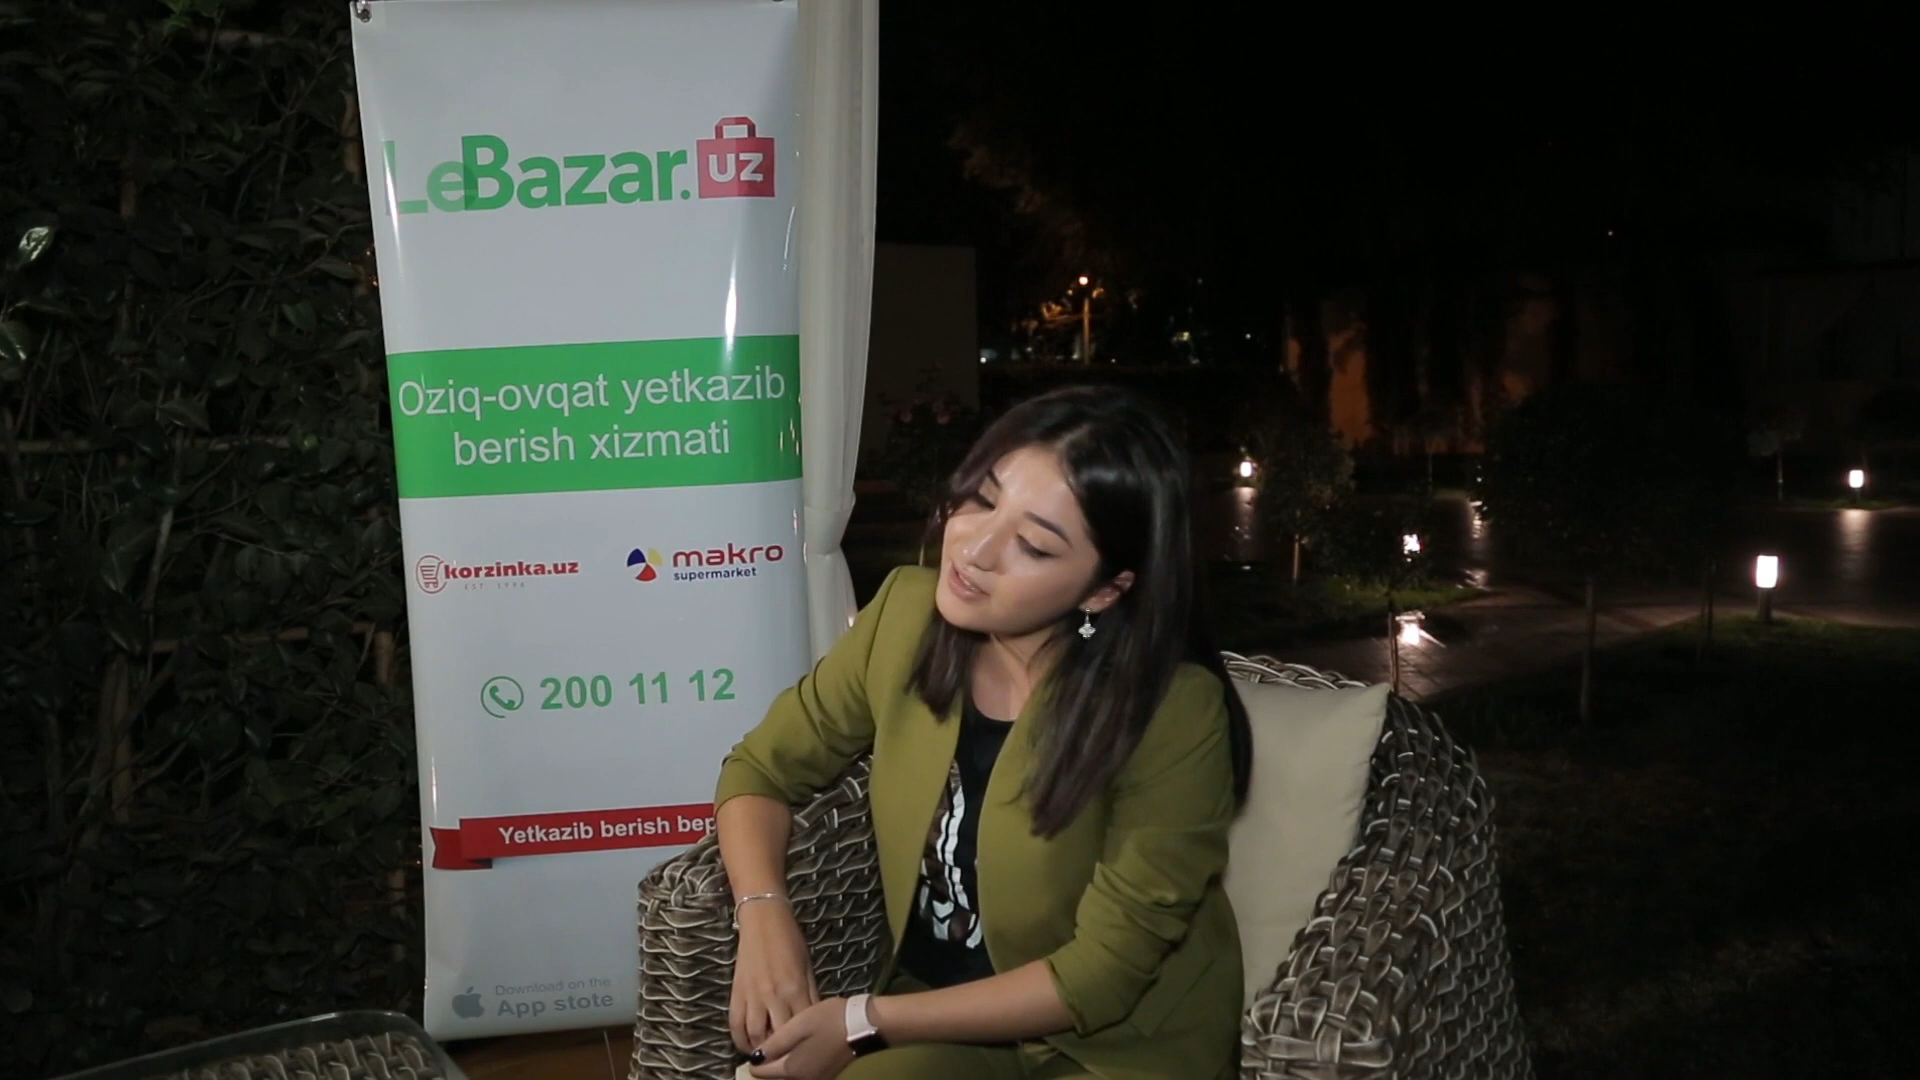 LeBazar.UZ
Oziq-ovqat yetkazib
berish xizmati
korzinka.uz
EST. 1996
makro
supermarket
200 11 12
Yetkazib berish
Download on the
App stote